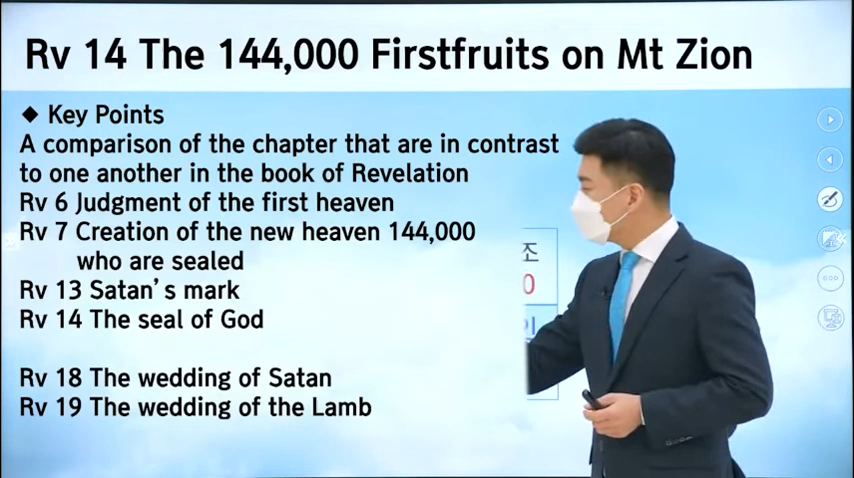 Rv 14 The 144,000 Firstfruits on Mt Zion
◆ Key Points
A comparison of the chapter that are in contrast
to one another in the book of Revelation
Rv 6 Judgment of the first heaven
Rv 7 Creation of the new heaven 144,000
who are sealed
Rv 13 Satan's mark
Rv 14 The seal of God
Rv 18 The wedding of Satan
Rv 19 The wedding of the Lamb
조
0